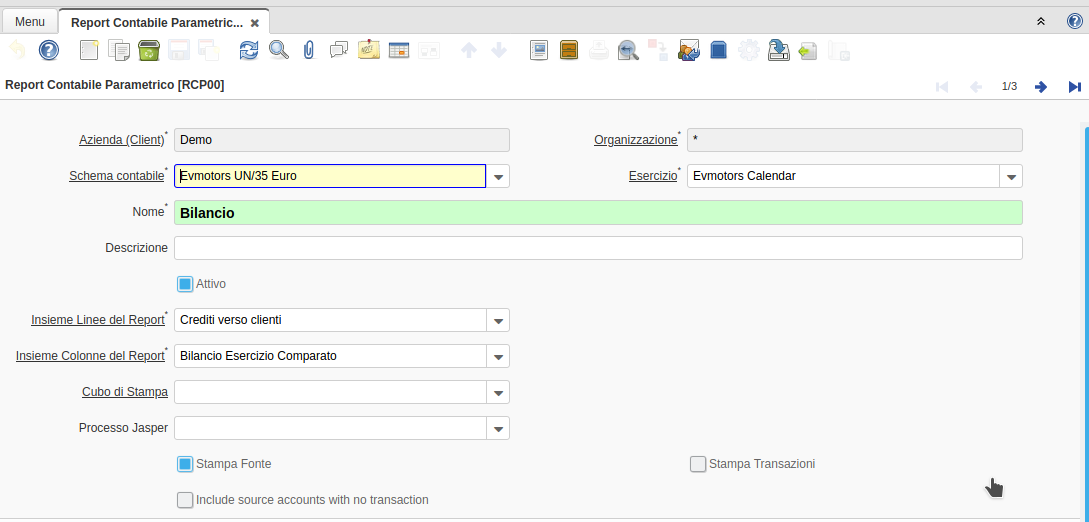 Menu
Report Contabile Parametric...
Report Contabile Parametrico [RCP00]
1/3
Azienda (Client)* Demo
Organizzazione* *
Schema contabile* Evmotors UN/35 Euro
Esercizio* Evmotors Calendar
Nome* Bilancio
Descrizione
Attivo
Insieme Linee del Report* Crediti verso clienti
Insieme Colonne del Report* Bilancio Esercizio Comparato
Cubo di Stampa
Processo Jasper
Stampa Fonte
Stampa Transazioni
Include source accounts with no transaction